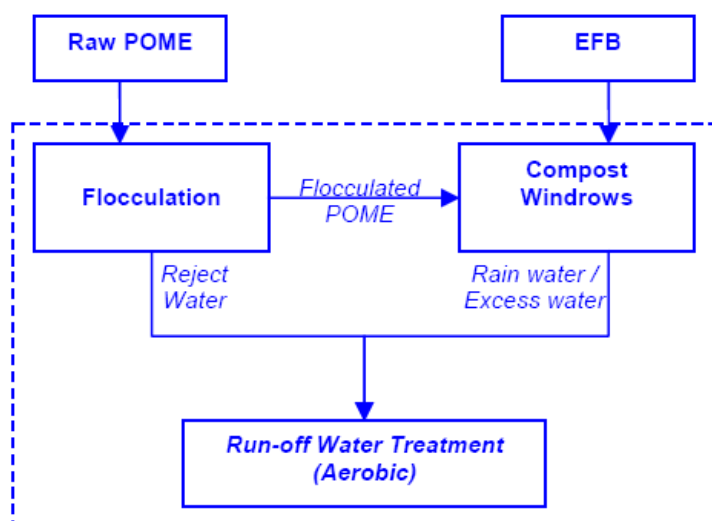 Raw POME
EFB
Flocculation
Flocculated
POME
Compost
Windrows
Reject
Water
Rain water /
Excess water
Run-off Water Treatment
(Aerobic)